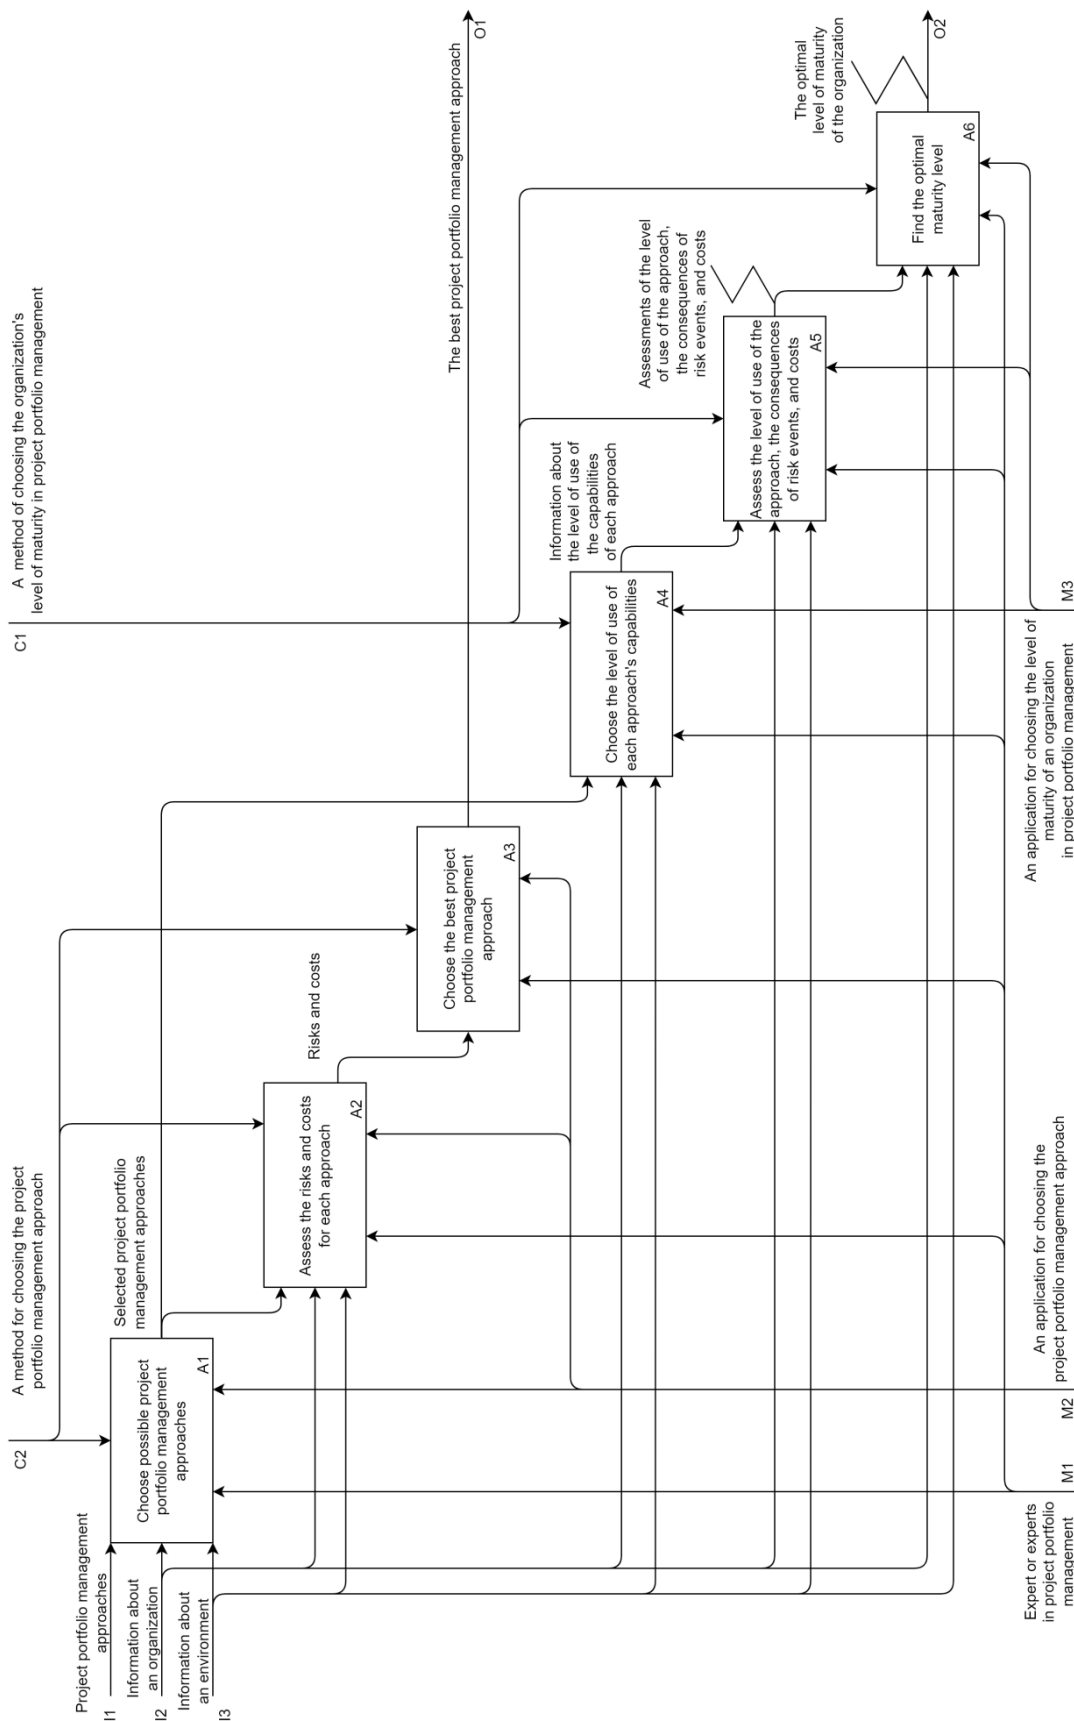 C2
A method for choosing the project
portfolio management approach
C1
A method of choosing the organization's
level of maturity in project portfolio management
Project portfolio management
approaches
I1
Information about
an organization
I2
Information about
an environment
I3
Choose possible project
portfolio management
approaches
A1
Selected project portfolio
management approaches
Assess the risks and costs
for each approach
A2
Risks and costs
Choose the best project
portfolio management
approach
A3
The best project portfolio management approach
O1
Choose the level of use of
each approach's capabilities
A4
Information about
the level of use of
the capabilities
of each approach
Assess the level of use of the
approach, the consequences
of risk events, and costs
A5
Assessments of the level
of use of the approach,
the consequences of
risk events, and costs
Find the optimal
maturity level
A6
The optimal
level of maturity
of the organization
O2
Expert or experts
in project portfolio
management
M1
An application for choosing the
project portfolio management approach
M2
An application for choosing the level of
maturity of an organization
in project portfolio management
M3